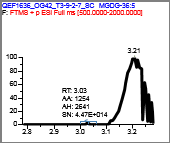 QEF1636_OG42_T3-9-2-7_SC MGOG-36:5
F: FTMS + p ESI Full ms [500.0000-2000.0000]
3.21
100
80
60
40
20
0
RT: 3.03
AA: 1254
AH: 2641
SN: 4.47E+014
2.8 2.9 3.0 3.1 3.2